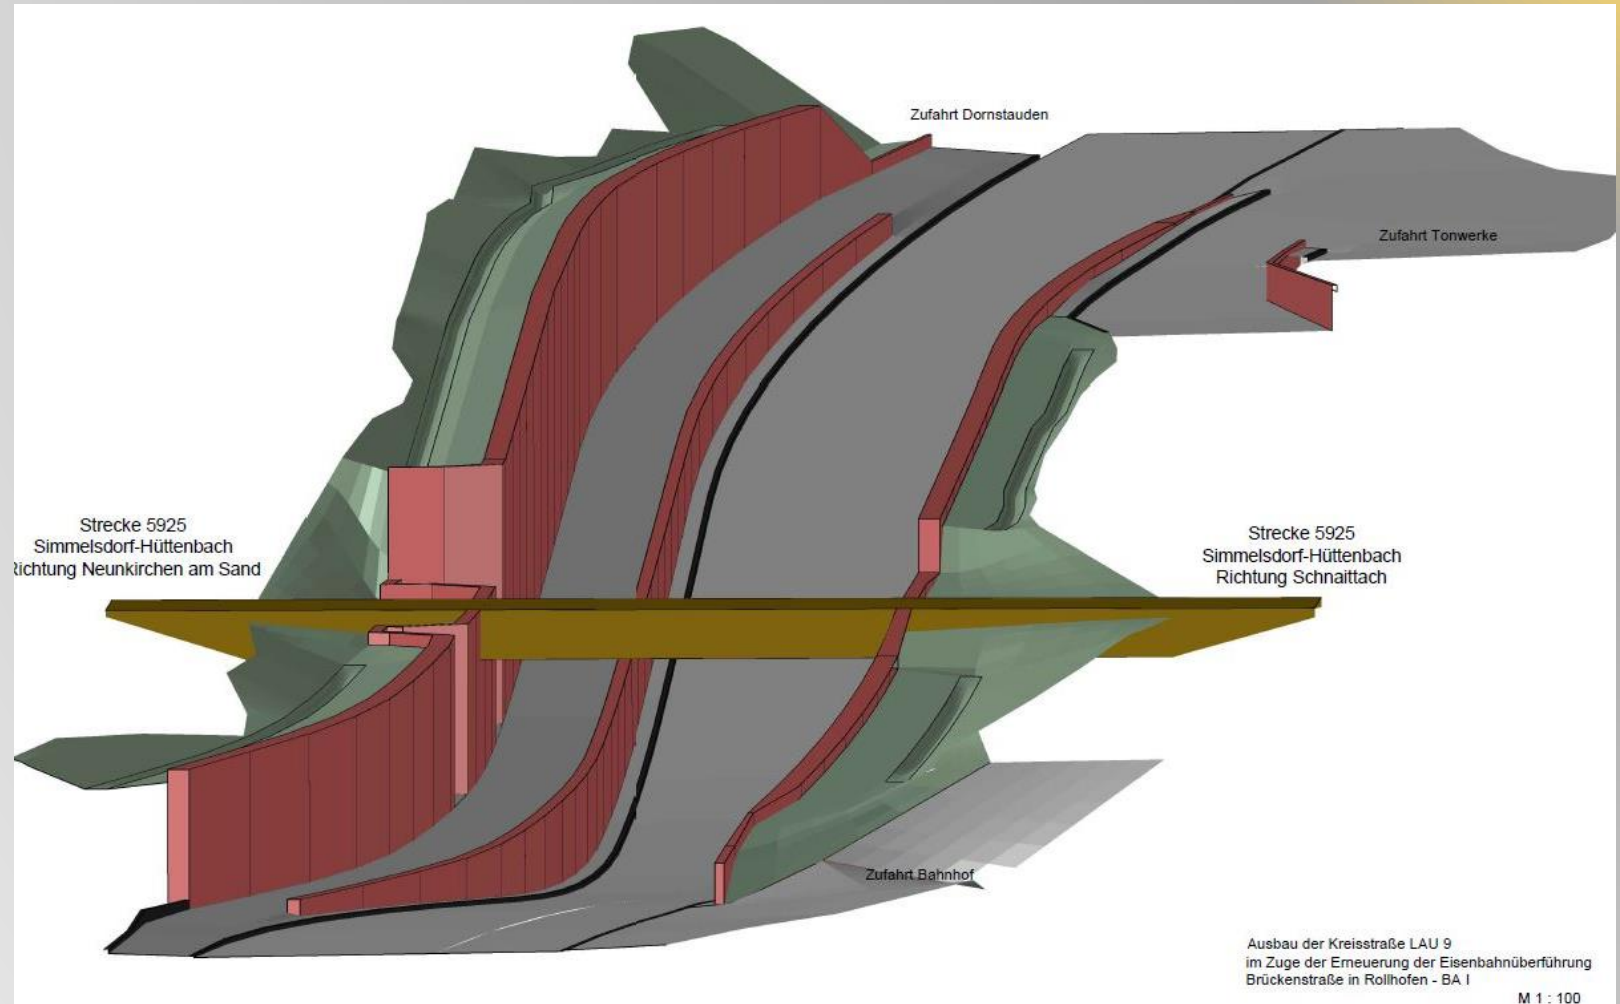 Zufahrt Dornstauden
Zufahrt Tonwerke
Strecke 5925
Simmelsdorf-Hüttenbach
Richtung Neunkirchen am Sand
Strecke 5925
Simmelsdorf-Hüttenbach
Richtung Schnaittach
Zufahrt Bahnhof
Ausbau der Kreisstraße LAU 9
im Zuge der Erneuerung der Eisenbahnüberführung
Brückenstraße in Rollhofen - BA I
M 1 : 100